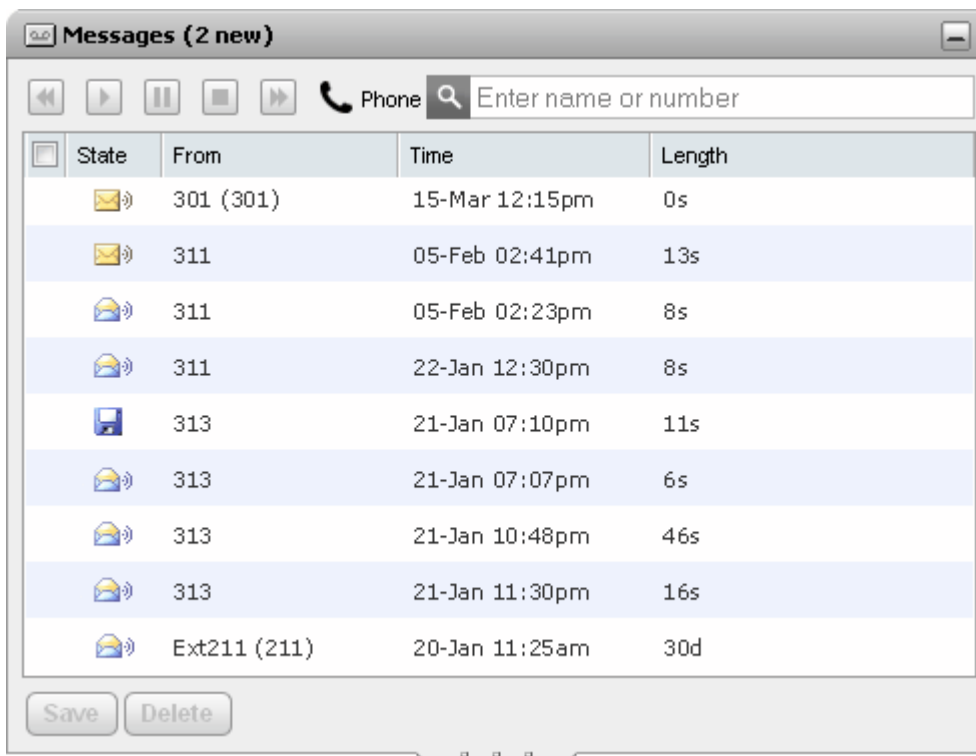 Messages (2 new)
Phone Enter name or number
State From Time Length
301 (301) 15-Mar 12:15pm 0s
311 05-Feb 02:41pm 13s
311 05-Feb 02:23pm 8s
311 22-Jan 12:30pm 8s
313 21-Jan 07:10pm 11s
313 21-Jan 07:07pm 6s
313 21-Jan 10:48pm 46s
313 21-Jan 11:30pm 16s
Ext211 (211) 20-Jan 11:25am 30d
Save Delete